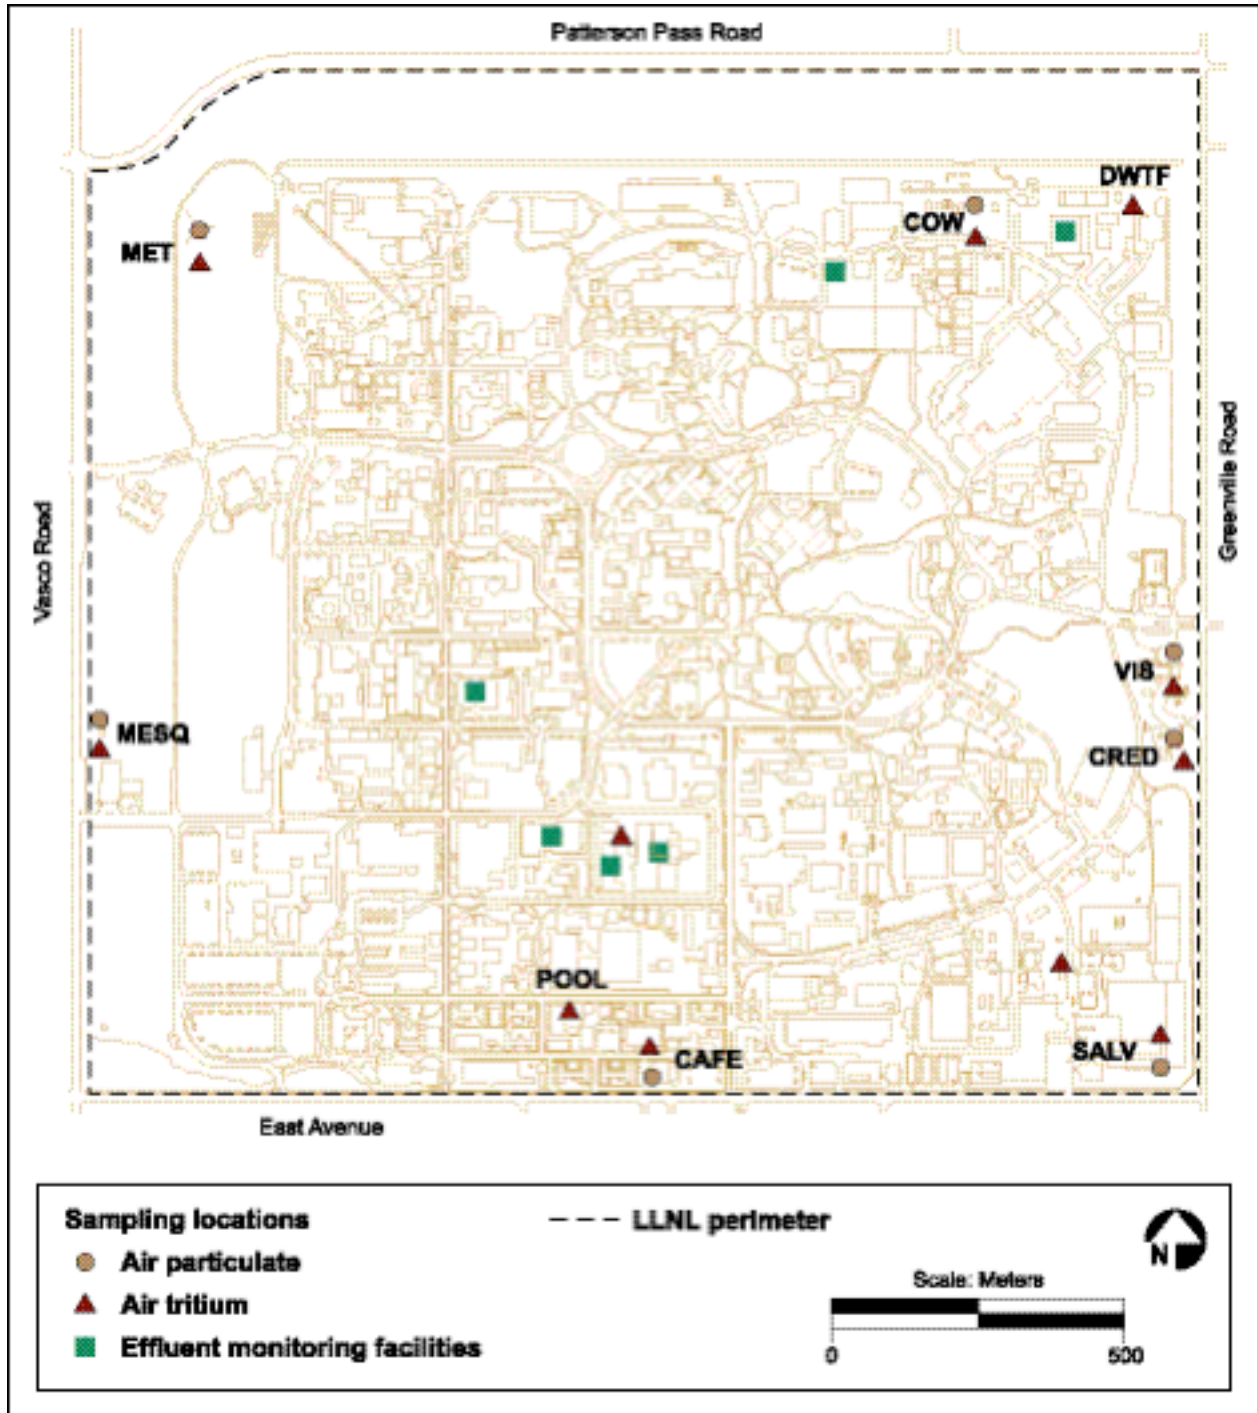 Patterson Pass Road
DWTF
COW
MET
Greenville Road
Vasco Road
VIS
MESQ
CRED
POOL
CAFE
SALV
East Avenue
Sampling locations
LLNL perimeter
Air particulate
Air tritium
Effluent monitoring facilities
N
Scale: Meters
0
500